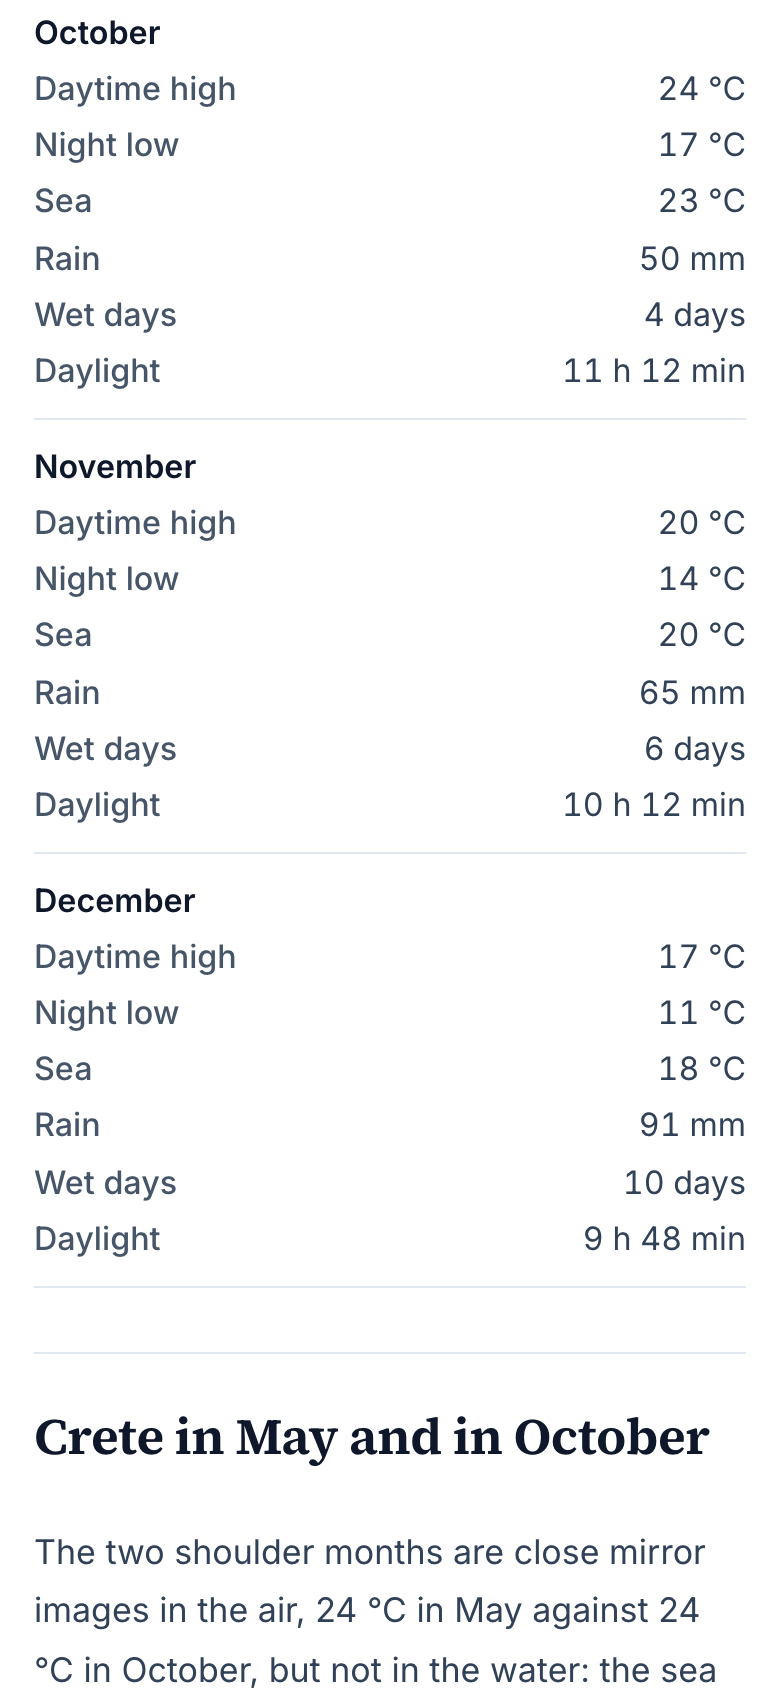 October
Daytime high 24 °C
Night low 17 °C
Sea 23 °C
Rain 50 mm
Wet days 4 days
Daylight 11 h 12 min
November
Daytime high 20 °C
Night low 14 °C
Sea 20 °C
Rain 65 mm
Wet days 6 days
Daylight 10 h 12 min
December
Daytime high 17 °C
Night low 11 °C
Sea 18 °C
Rain 91 mm
Wet days 10 days
Daylight 9 h 48 min
Crete in May and in October
The two shoulder months are close mirror
images in the air, 24 °C in May against 24
°C in October, but not in the water: the sea